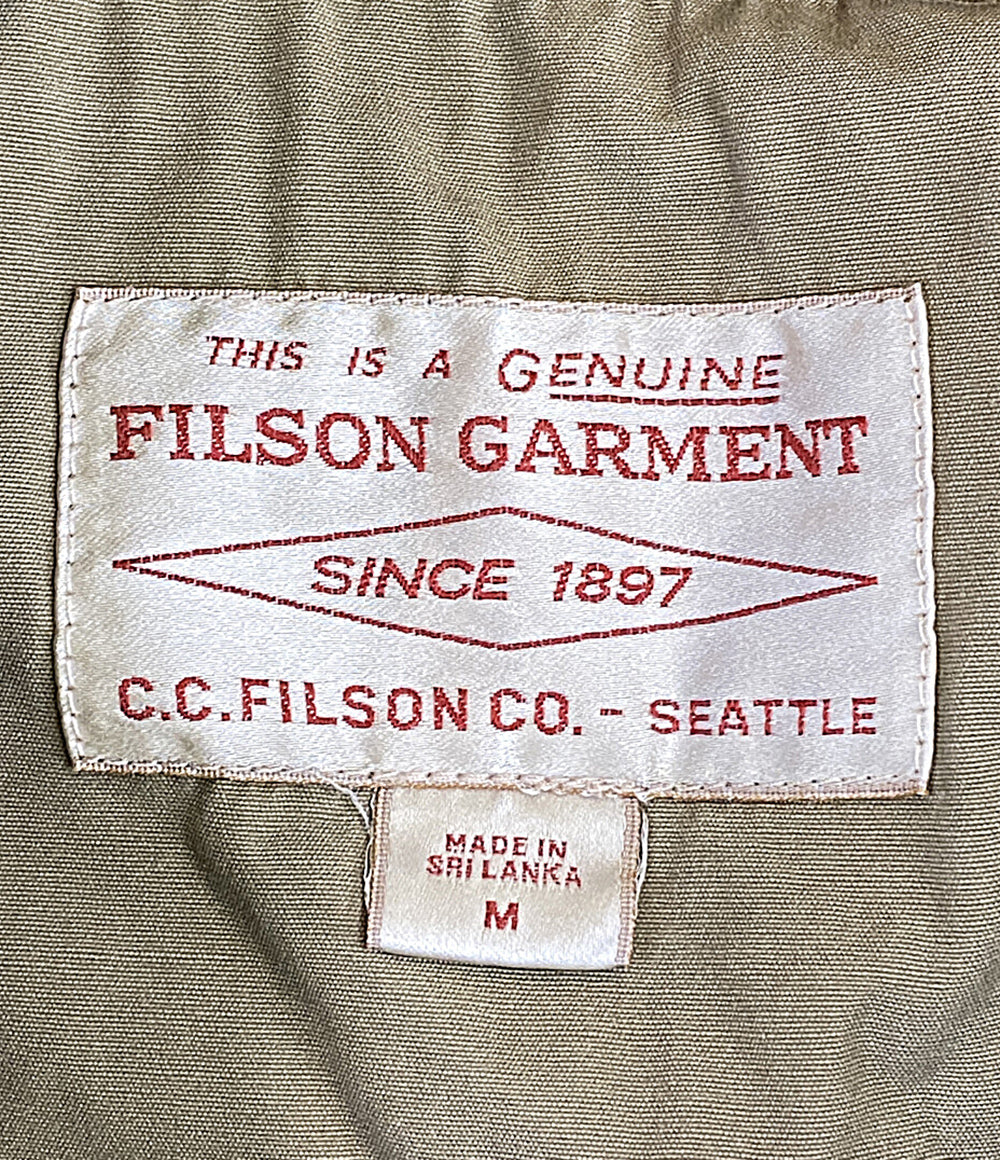 THIS IS A GENUINE
FILSON GARMENT
SINCE 1897
C.C.FILSON CO. - SEATTLE
MADE IN
SRI LANKA
M